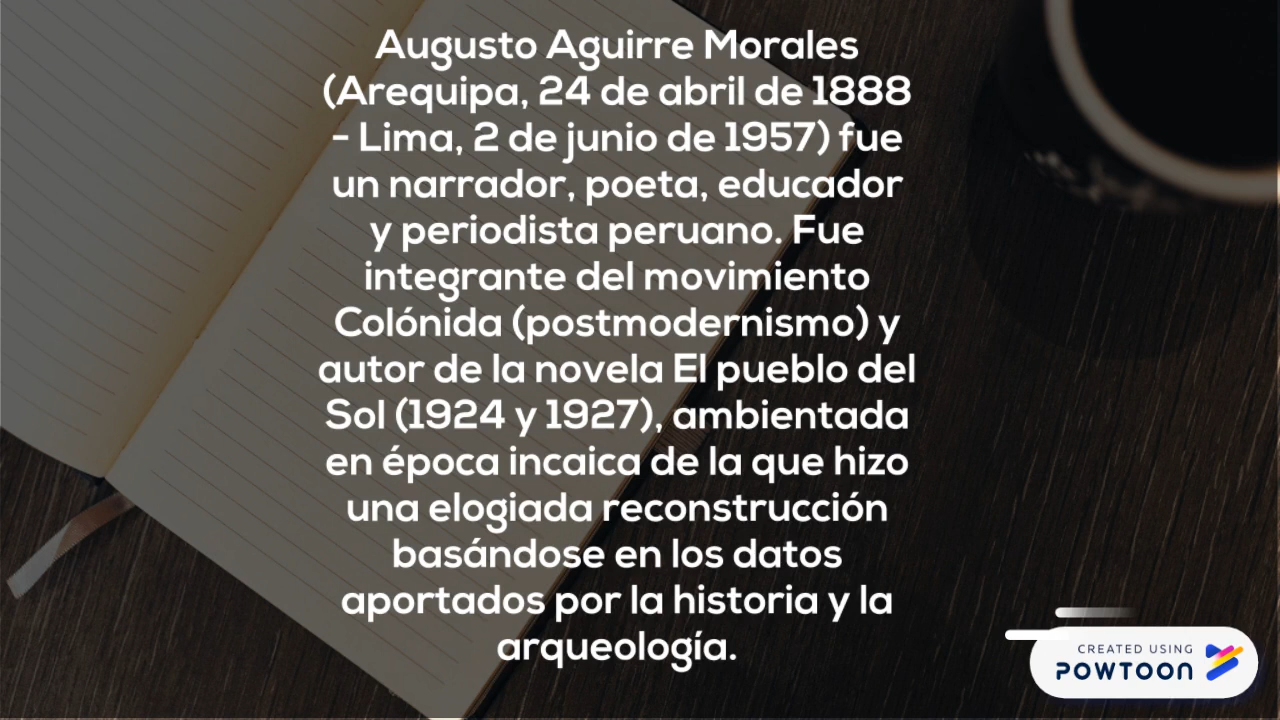 Augusto Aguirre Morales
(Arequipa, 24 de abril de 1888
- Lima, 2 de junio de 1957) fue
un narrador, poeta, educador
y periodista peruano. Fue
integrante del movimiento
Colónida (postmodernismo) y
autor de la novela El pueblo del
Sol (1924 y 1927), ambientada
en época incaica de la que hizo
una elogiada reconstrucción
basándose en los datos
aportados por la historia y la
arqueología.
CREATED USING
POWTOON